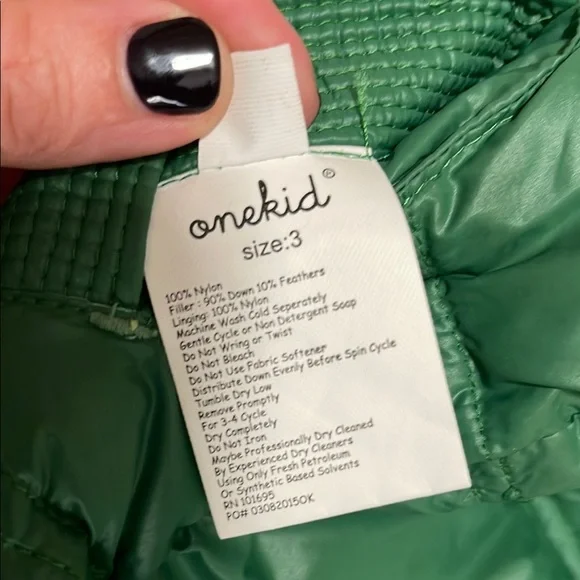 onekid®
size:3
100% Nylon
Filler : 90% Down 10% Feathers
Linging: 100% Nylon
Machine Wash Cold Seperately
Gentle Cycle or Non Detergent Soap
Do Not Wring or Twist
Do Not Bleach
Do Not Use Fabric Softener
Distribute Down Evenly Before Spin Cycle
Tumble Dry Low
Remove Promptly
For 3-4 Cycle
Dry Completely
Do Not Iron
Maybe Professionally Dry Cleaned
By Experienced Dry Cleaners
Using Only Fresh Petroleum
Or Synthetic Based Solvents
RN 101695
PO# 03082015OK